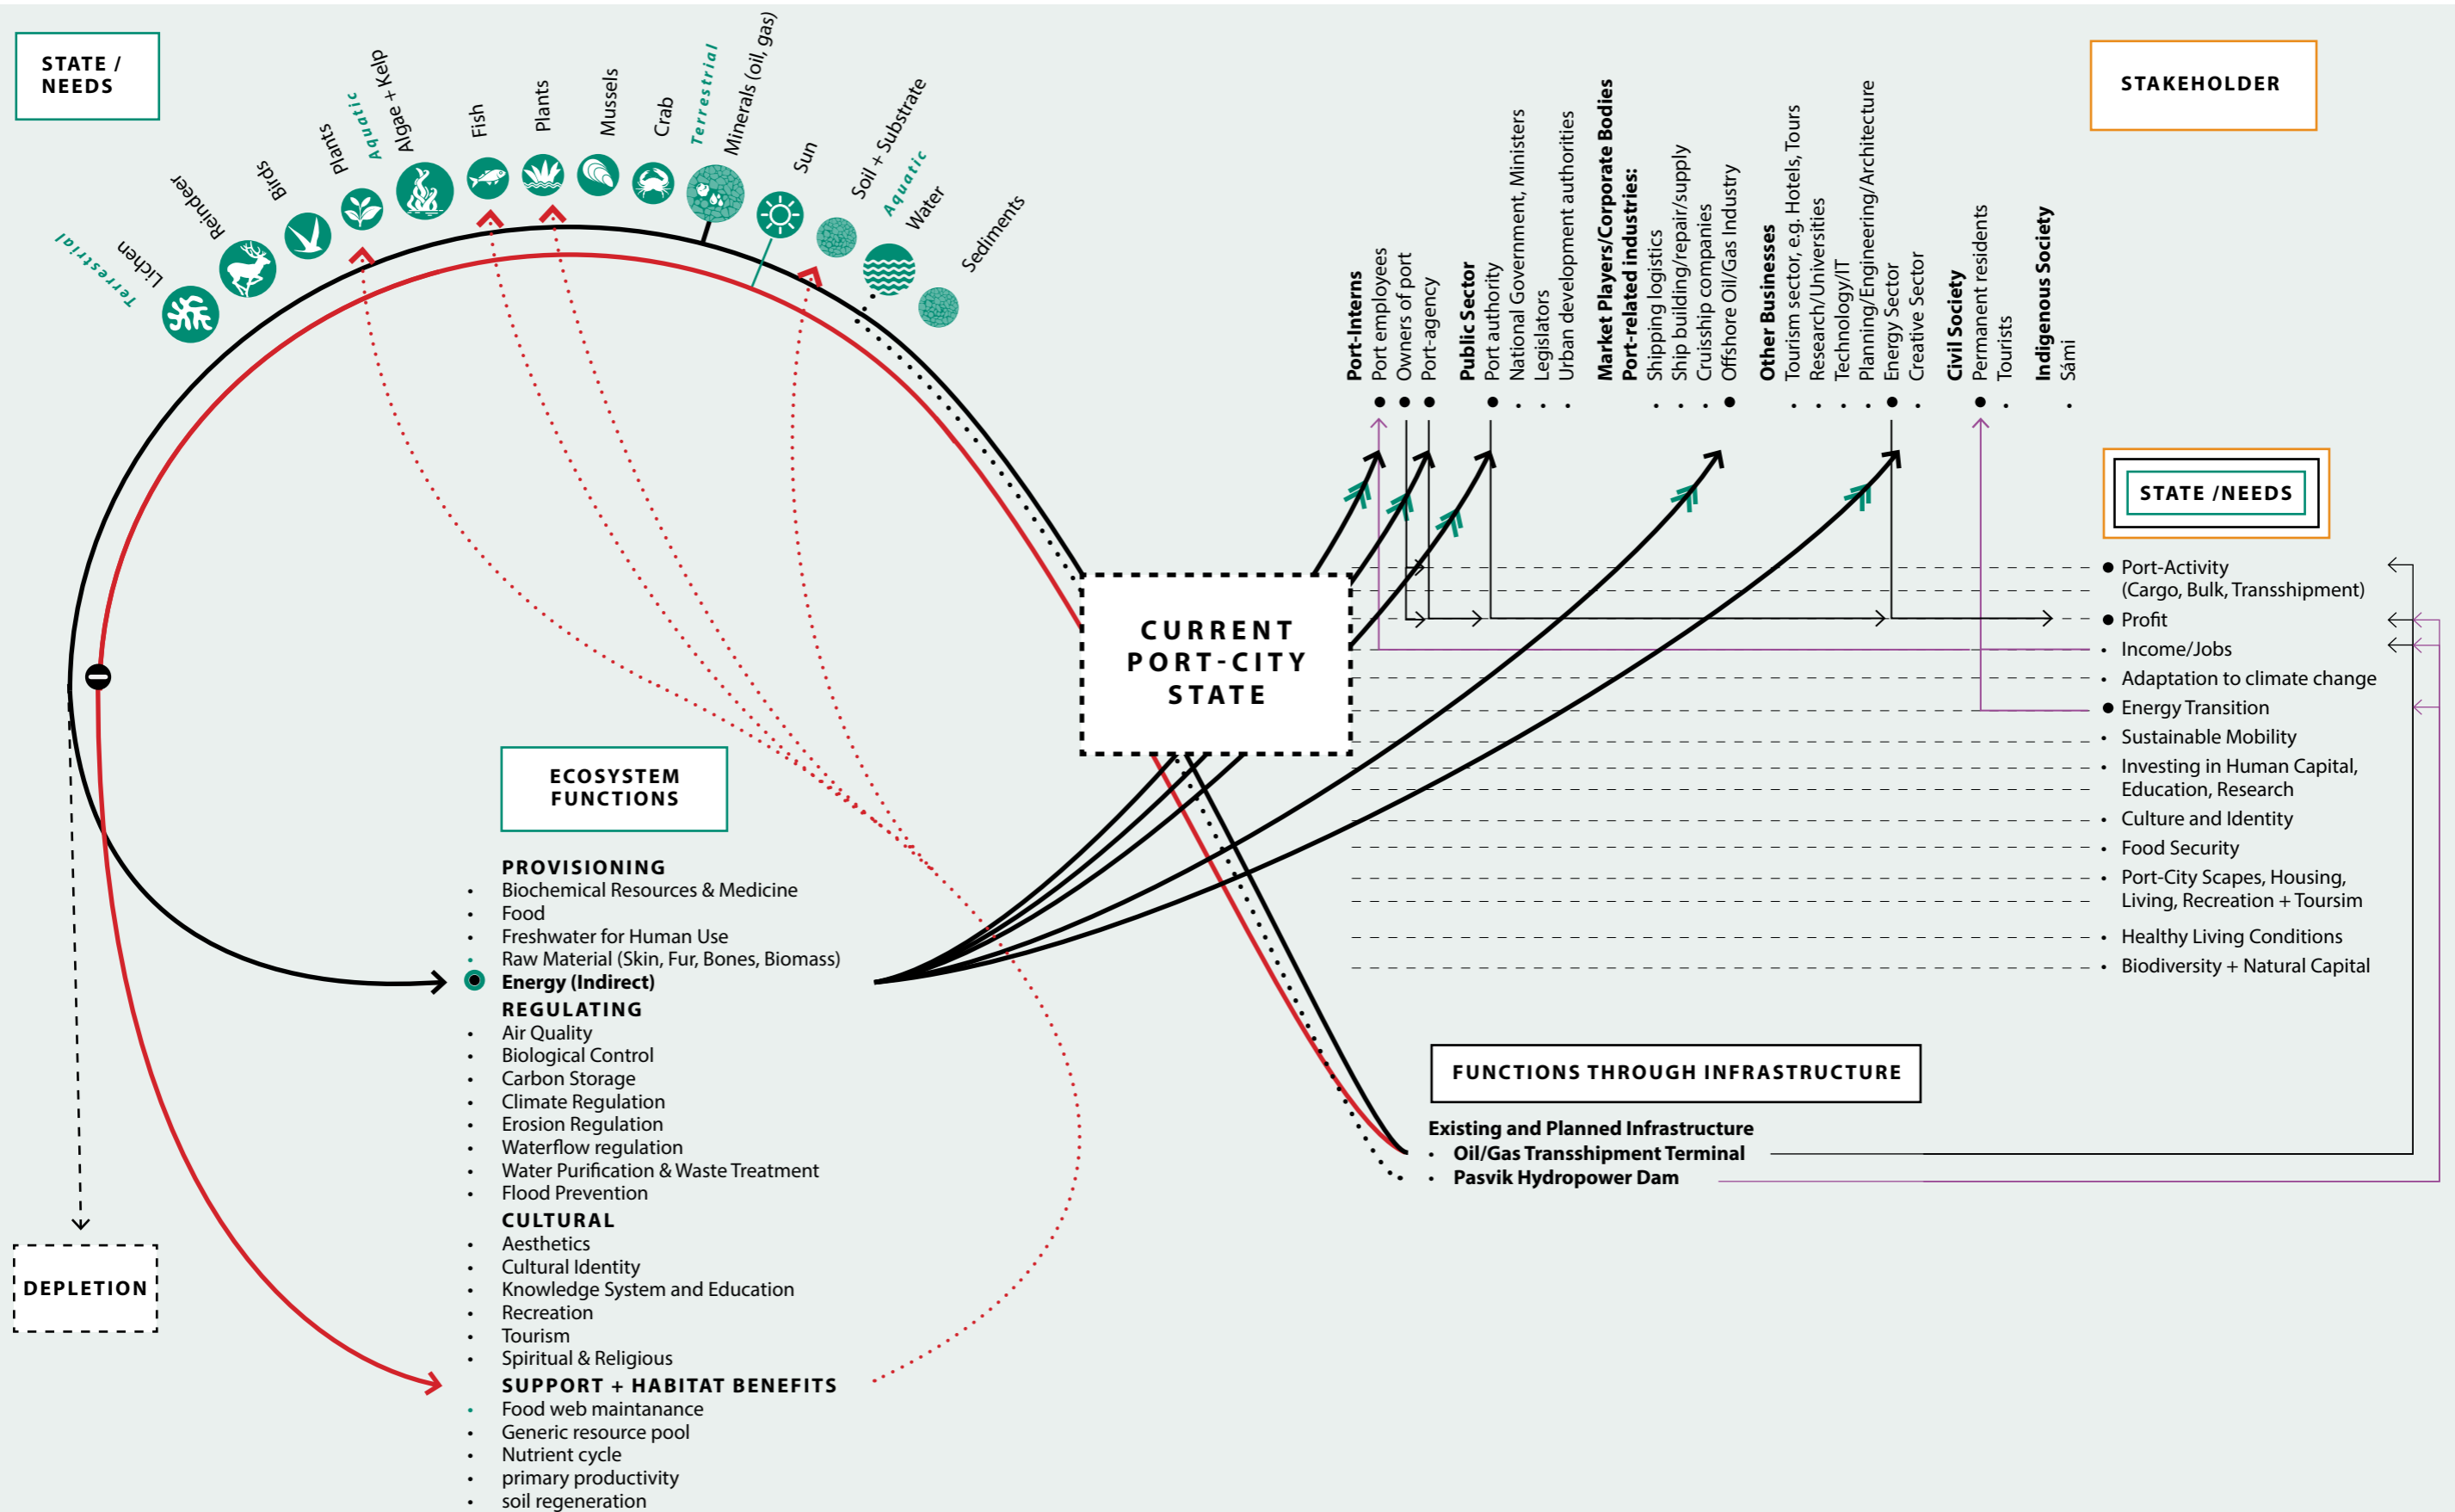 STATE /
NEEDS
Terrestrial
Lichen
Reindeer
Birds
Plants
Aquatic
Algae + Kelp
Fish
Plants
Mussels
Crab
Terrestrial
Minerals (oil, gas)
Sun
Soil + Substrate
Aquatic
Water
Sediments
STAKEHOLDER
Port-Interns
Port employees
Owners of port
Port-agency
Public Sector
Port authority
National Government, Ministers
Legislators
Urban development authorities
Market Players/Corporate Bodies
Port-related industries:
Shipping logistics
Ship building/repair/supply
Cruisship companies
Offshore Oil/Gas Industry
Other Businesses
Tourism sector, e.g. Hotels, Tours
Research/Universities
Technology/IT
Planning/Engineering/Architecture
Energy Sector
Creative Sector
Civil Society
Permanent residents
Tourists
Indigenous Society
Sámi
STATE /NEEDS
Port-Activity
(Cargo, Bulk, Transshipment)
Profit
Income/Jobs
Adaptation to climate change
Energy Transition
Sustainable Mobility
Investing in Human Capital,
Education, Research
Culture and Identity
Food Security
Port-City Scapes, Housing,
Living, Recreation + Toursim
Healthy Living Conditions
Biodiversity + Natural Capital
CURRENT
PORT-CITY
STATE
ECOSYSTEM
FUNCTIONS
PROVISIONING
Biochemical Resources & Medicine
Food
Freshwater for Human Use
Raw Material (Skin, Fur, Bones, Biomass)
Energy (Indirect)
REGULATING
Air Quality
Biological Control
Carbon Storage
Climate Regulation
Erosion Regulation
Waterflow regulation
Water Purification & Waste Treatment
Flood Prevention
CULTURAL
Aesthetics
Cultural Identity
Knowledge System and Education
Recreation
Tourism
Spiritual & Religious
SUPPORT + HABITAT BENEFITS
Food web maintanance
Generic resource pool
Nutrient cycle
primary productivity
soil regeneration
DEPLETION
FUNCTIONS THROUGH INFRASTRUCTURE
Existing and Planned Infrastructure
Oil/Gas Transshipment Terminal
Pasvik Hydropower Dam